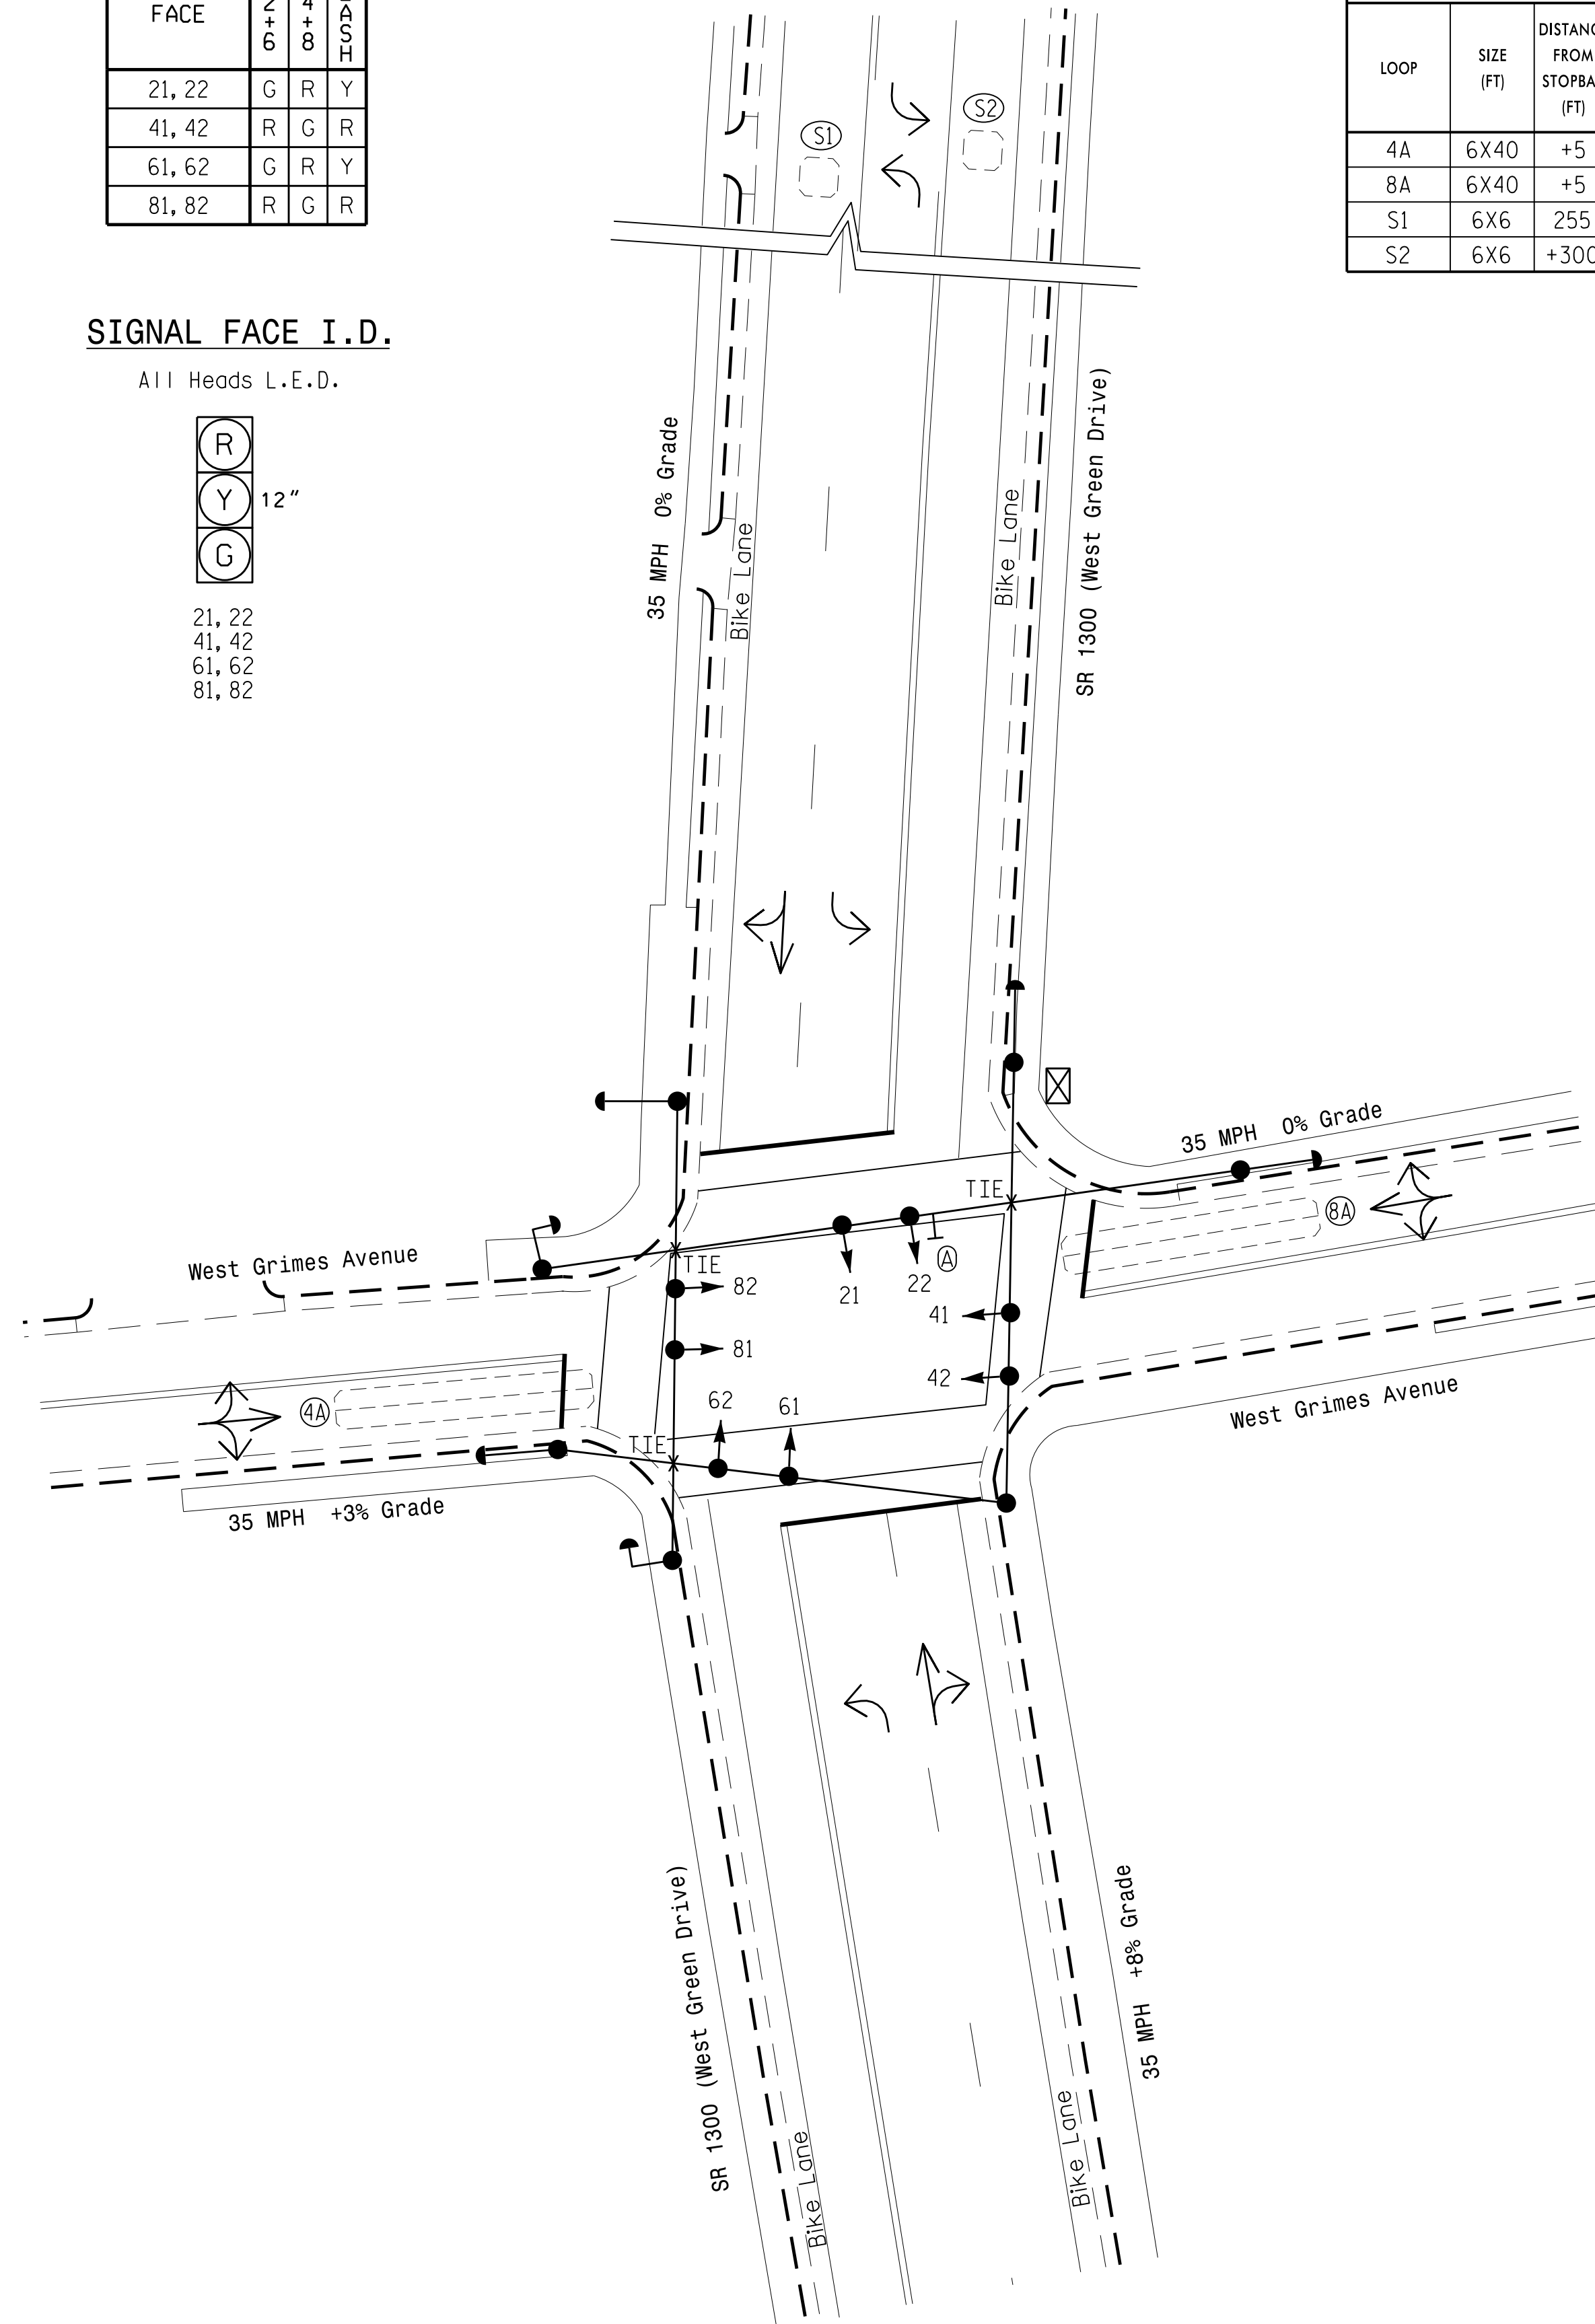 FACE
2
+
6
4
+
8
A
S
H
21, 22 G R Y
41, 42 R G R
61, 62 G R Y
81, 82 R G R
LOOP
SIZE
(FT)
FROM
(FT)
4A 6X40 +5
8A 6X40 +5
S1 6X6 255
S2 6X6 +300
SIGNAL FACE I.D.
All Heads L.E.D.
R
Y 12"
G
21, 22
41, 42
61, 62
81, 82
S1
S2
35 MPH 0% Grade
Bike Lane
Bike Lane
SR 1300 (West Green Drive)
35 MPH 0% Grade
TIE
8A
West Grimes Avenue
TIE
A
82
21
22
41
81
42
62
61
4A
TIE
West Grimes Avenue
35 MPH +3% Grade
SR 1300 (West Green Drive)
35 MPH +8% Grade
Bike Lane
Bike Lane